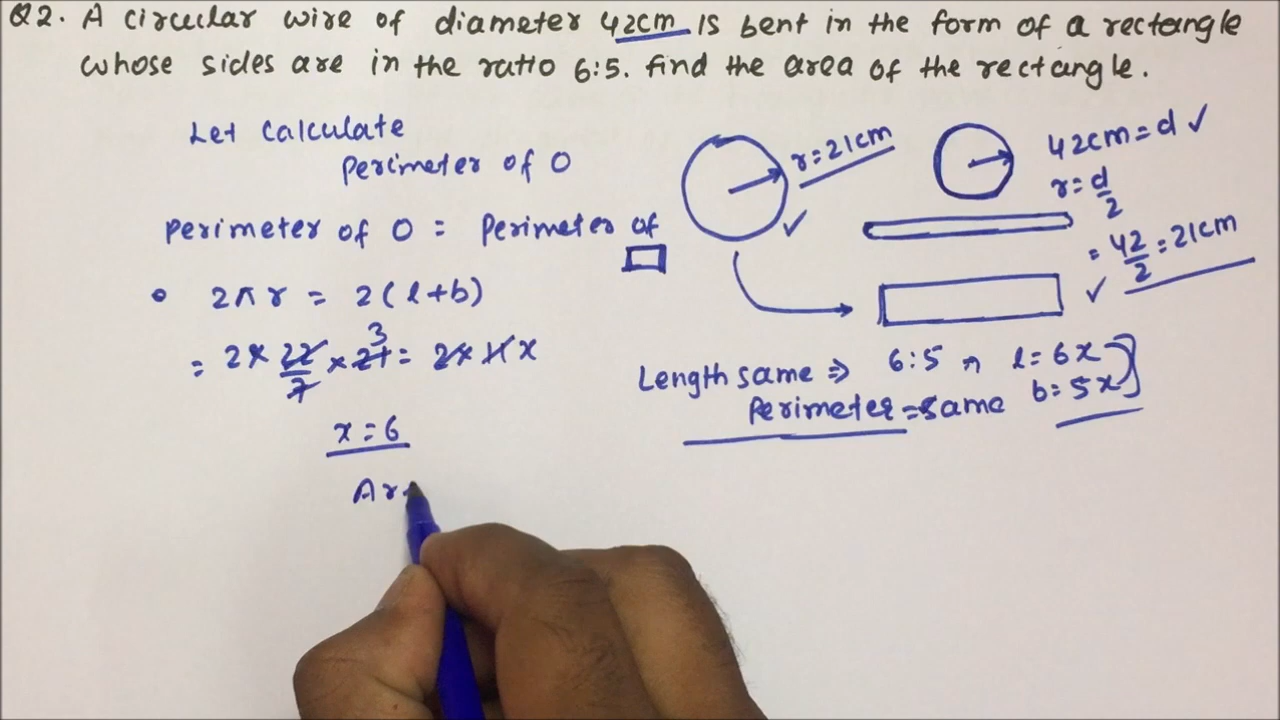 Q2. A circular wire of diameter 42cm is bent in the form of a rectangle
whose sides are in the ratio 6:5. find the area of the rectangle.
Let Calculate
Perimeter of O
Perimeter of O = Perimeter of
2πr = 2(l+b)
= 2 × 22/7 × 21 3 = 2 × 11 x
x = 6
Ar
r=21cm
42cm=d ✓
r=d/2
= 42/2 = 21cm
Length same ⇒ 6:5 ⇒ l=6x
Perimeter = same b=5x